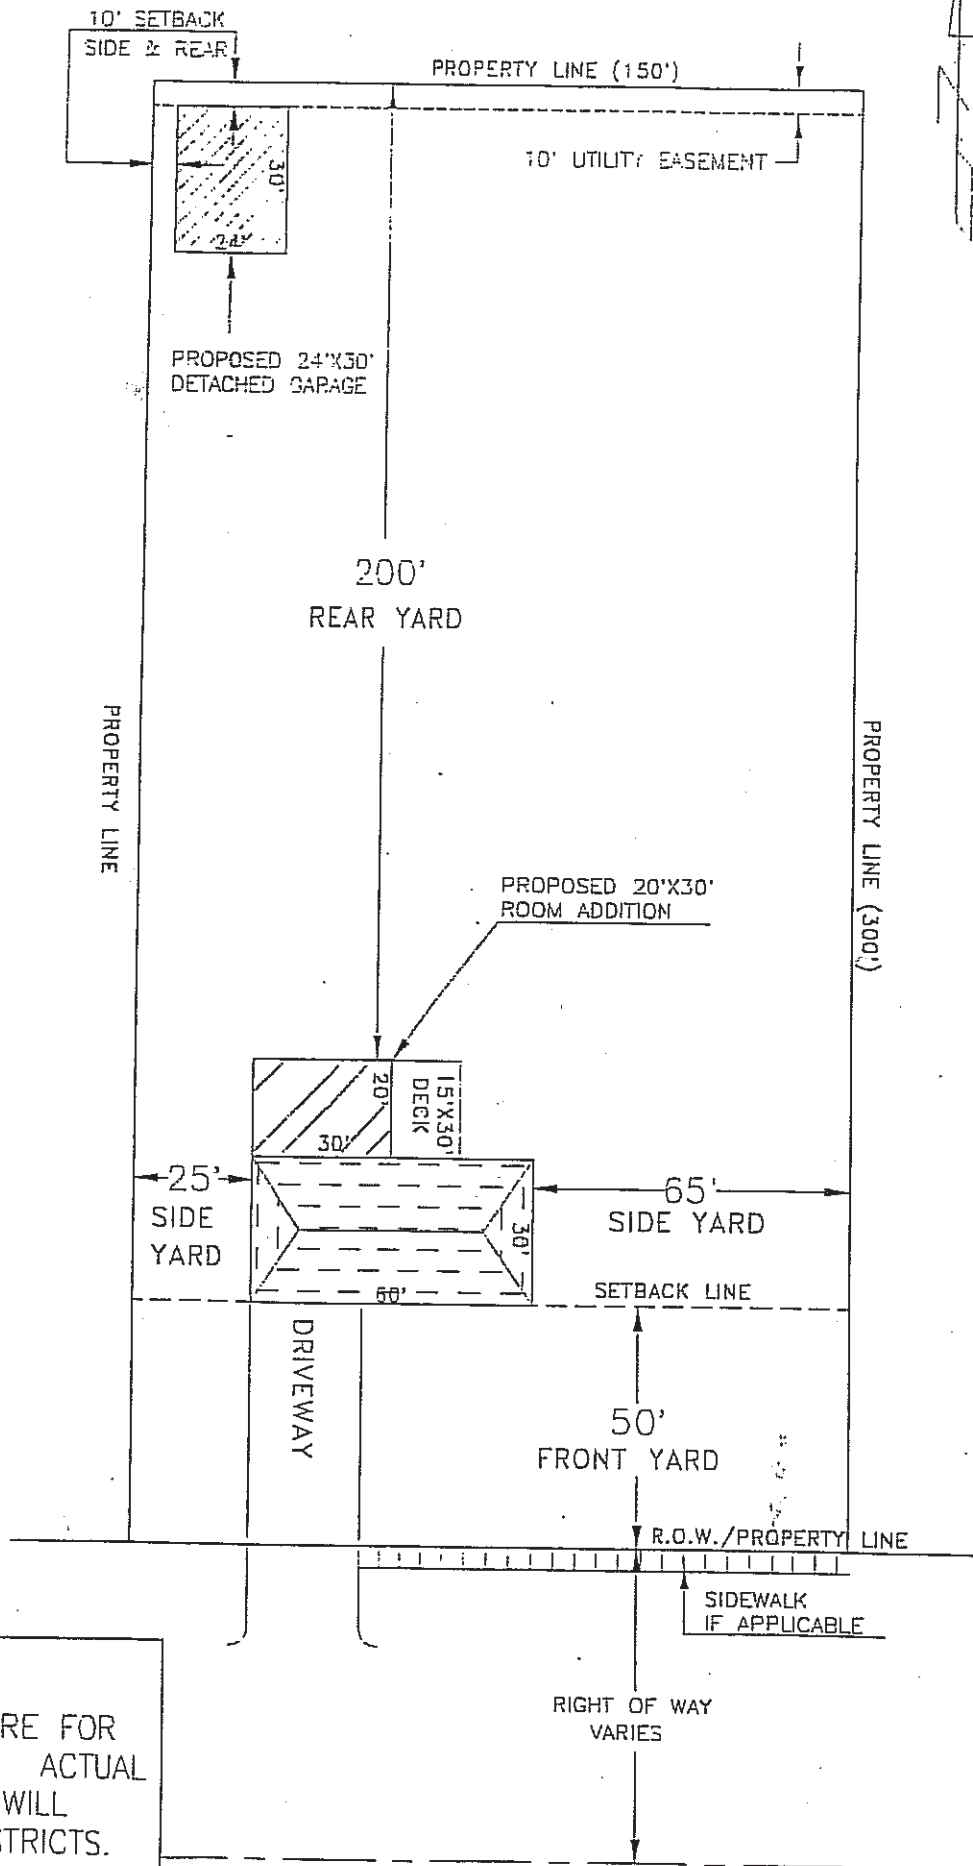 10' SETBACK
SIDE & REAR
PROPERTY LINE (150')
10' UTILITY EASEMENT
30'
24'
PROPOSED 24'X30'
DETACHED GARAGE
200'
REAR YARD
PROPERTY LINE
PROPERTY LINE (300')
PROPOSED 20'X30'
ROOM ADDITION
20'
30'
15'X30'
DECK
25'
SIDE
YARD
65'
SIDE YARD
30'
60'
SETBACK LINE
DRIVEWAY
50'
FRONT YARD
R.O.W./PROPERTY LINE
SIDEWALK
IF APPLICABLE
RIGHT OF WAY
VARIES
RE FOR
ACTUAL
WILL
STRICTS.